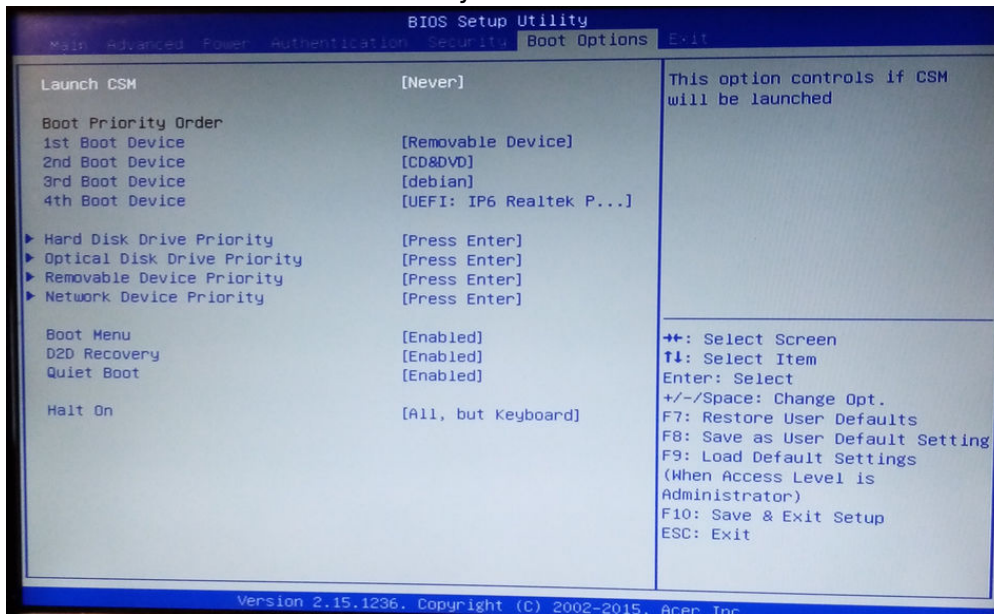 BIOS Setup Utility
Main Advanced Power Authentication Security Boot Options Exit
Launch CSM [Never]
Boot Priority Order
1st Boot Device [Removable Device]
2nd Boot Device [CD&DVD]
3rd Boot Device [debian]
4th Boot Device [UEFI: IP6 Realtek P...]
▶ Hard Disk Drive Priority [Press Enter]
▶ Optical Disk Drive Priority [Press Enter]
▶ Removable Device Priority [Press Enter]
▶ Network Device Priority [Press Enter]
Boot Menu [Enabled]
D2D Recovery [Enabled]
Quiet Boot [Enabled]
Halt On [All, but Keyboard]
This option controls if CSM
will be launched
→←: Select Screen
↑↓: Select Item
Enter: Select
+/-/Space: Change Opt.
F7: Restore User Defaults
F8: Save as User Default Setting
F9: Load Default Settings
(When Access Level is
Administrator)
F10: Save & Exit Setup
ESC: Exit
Version 2.15.1236. Copyright (C) 2002-2015, Acer Inc